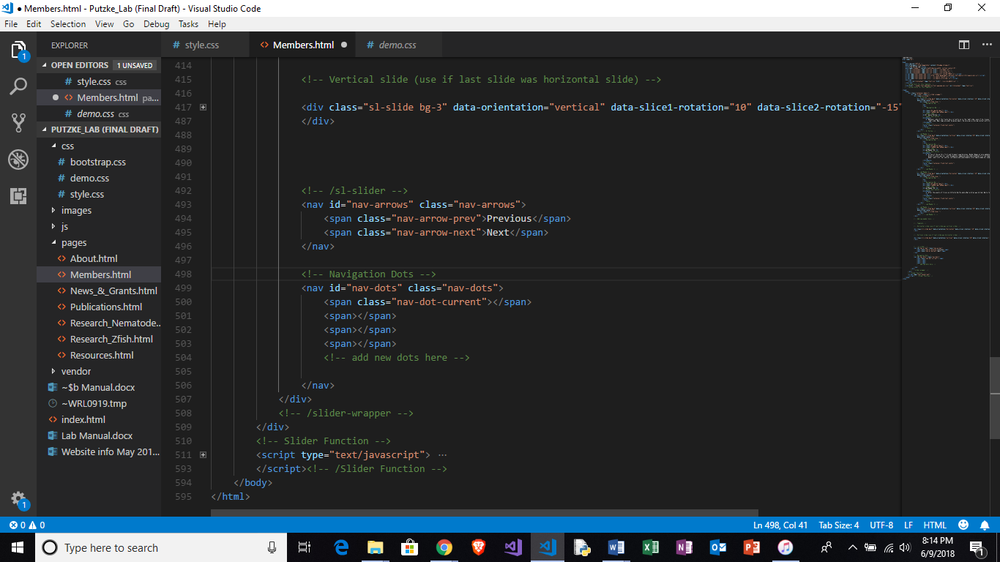 ● Members.html - Putzke_Lab (Final Draft) - Visual Studio Code
File Edit Selection View Go Debug Tasks Help
EXPLORER
OPEN EDITORS 1 UNSAVED
# style.css css
● <> Members.html pa...
# demo.css css
PUTZKE_LAB (FINAL DRAFT)
css
# bootstrap.css
# demo.css
# style.css
images
js
pages
<> About.html
<> Members.html
<> News_&_Grants.html
<> Publications.html
<> Research_Nematode...
<> Research_Zfish.html
<> Resources.html
vendor
~$b Manual.docx
~WRL0919.tmp
<> index.html
Lab Manual.docx
Website info May 201...
1
1
# style.css <> Members.html ● # demo.css
414
415 <!-- Vertical slide (use if last slide was horizontal slide) -->
416
417 <div class="sl-slide bg-3" data-orientation="vertical" data-slice1-rotation="10" data-slice2-rotation="-15"
487 </div>
488
489
490
491
492 <!-- /sl-slider -->
493 <nav id="nav-arrows" class="nav-arrows">
494 <span class="nav-arrow-prev">Previous</span>
495 <span class="nav-arrow-next">Next</span>
496 </nav>
497
498 <!-- Navigation Dots -->
499 <nav id="nav-dots" class="nav-dots">
500 <span class="nav-dot-current"></span>
501 <span></span>
502 <span></span>
503 <span></span>
504 <!-- add new dots here -->
505
506 </nav>
507 </div>
508 <!-- /slider-wrapper -->
509 </div>
510 <!-- Slider Function -->
511 <script type="text/javascript"> ...
593 </script><!-- /Slider Function -->
594 </body>
595 </html>
0 0 Ln 498, Col 41 Tab Size: 4 UTF-8 LF HTML
Type here to search
8:14 PM
6/9/2018
1